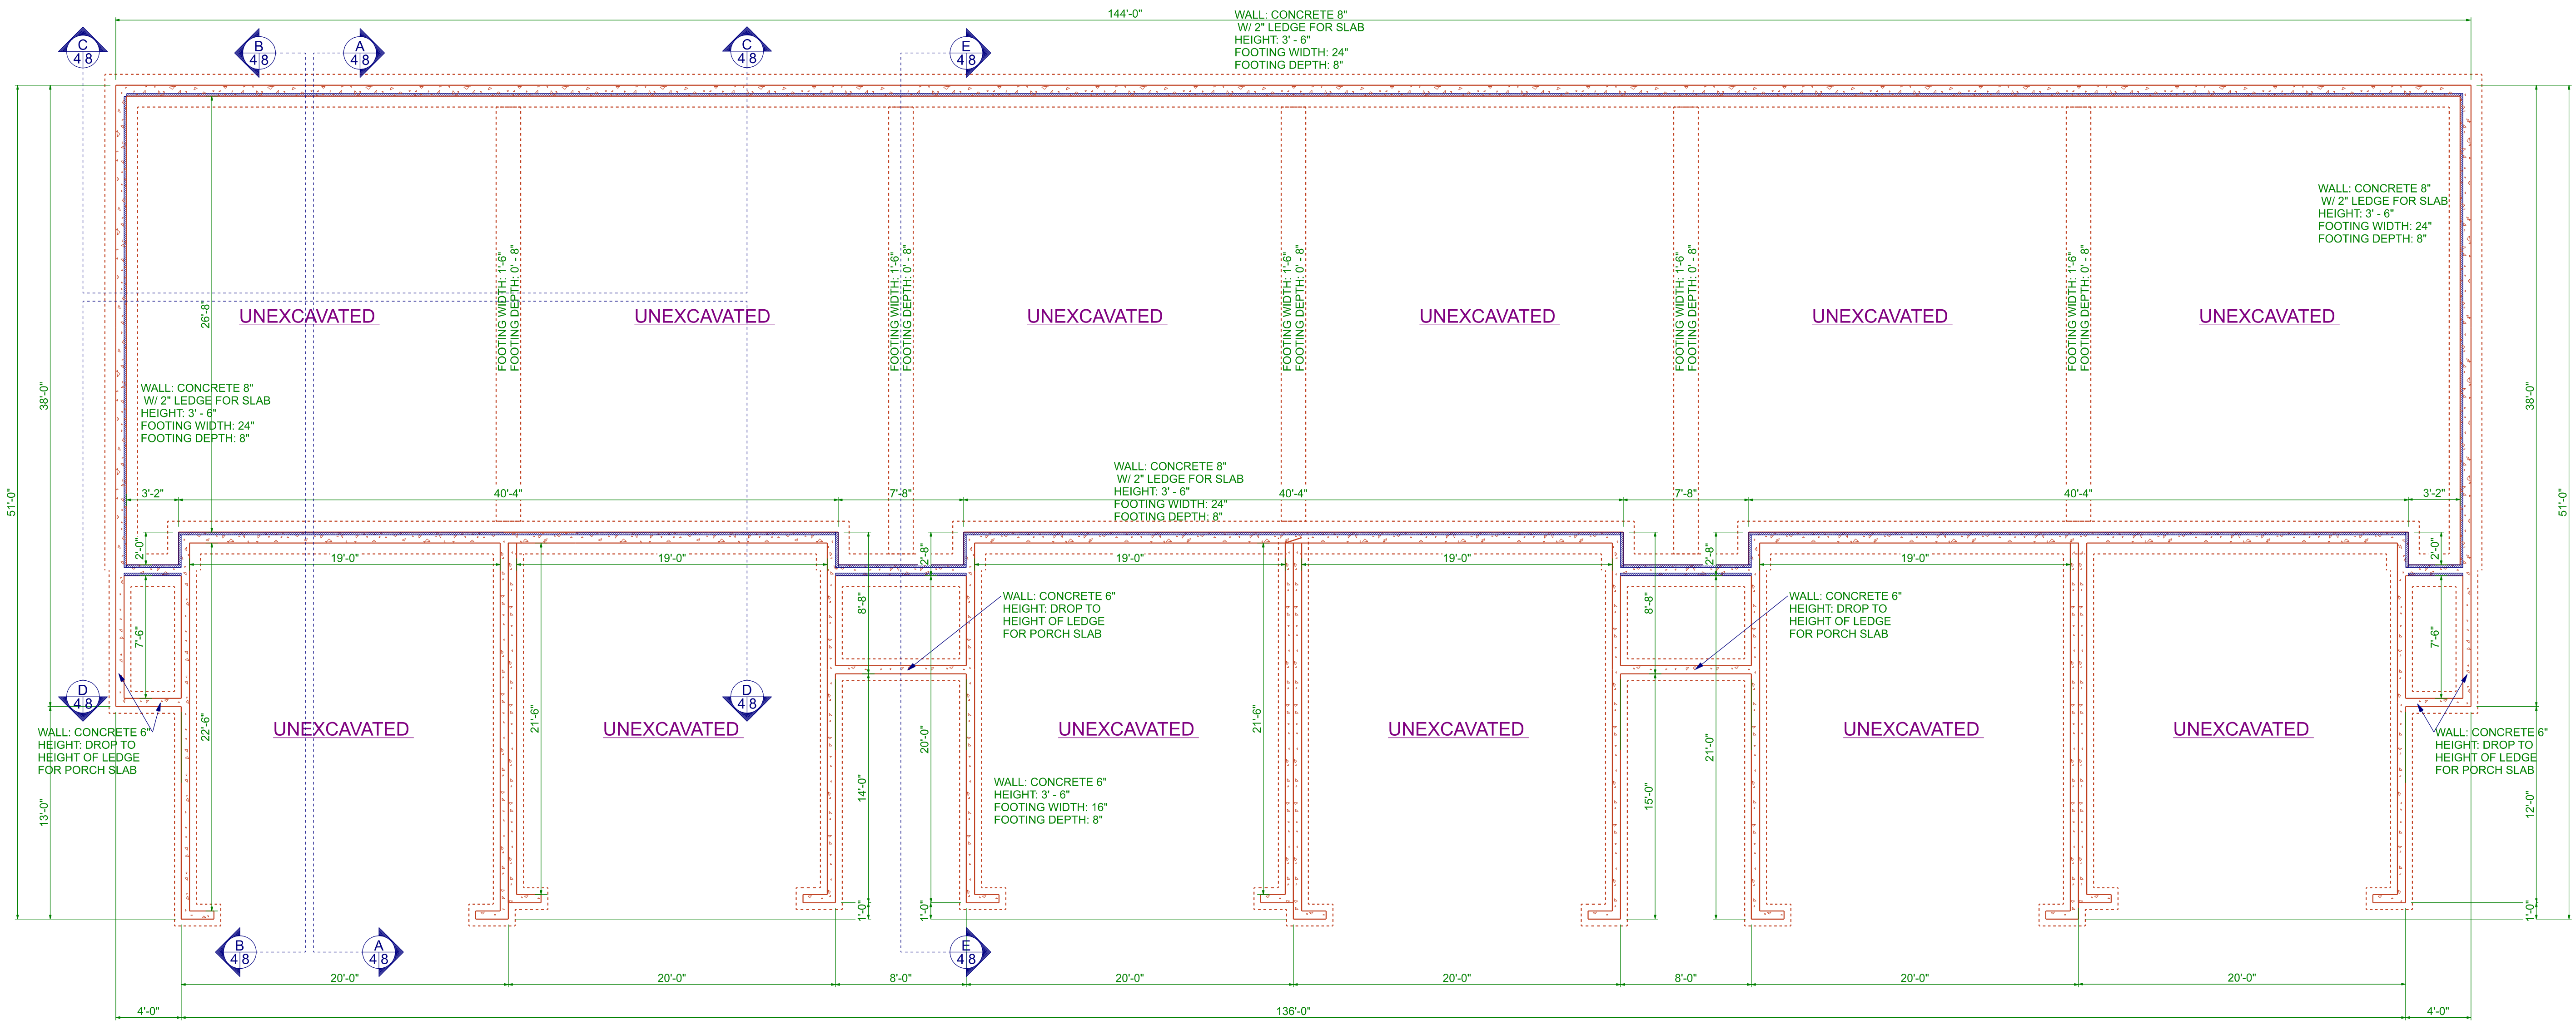 144'-0"
WALL: CONCRETE 8"
W/ 2" LEDGE FOR SLAB
HEIGHT: 3' - 6"
FOOTING WIDTH: 24"
FOOTING DEPTH: 8"
C
4 8
B
4 8
A
4 8
C
4 8
E
4 8
WALL: CONCRETE 8"
W/ 2" LEDGE FOR SLAB
HEIGHT: 3' - 6"
FOOTING WIDTH: 24"
FOOTING DEPTH: 8"
FOOTING WIDTH: 1'-6"
FOOTING DEPTH: 0' - 8"
FOOTING WIDTH: 1'-6"
FOOTING DEPTH: 0' - 8"
FOOTING WIDTH: 1'-6"
FOOTING DEPTH: 0' - 8"
FOOTING WIDTH: 1'-6"
FOOTING DEPTH: 0' - 8"
FOOTING WIDTH: 1'-6"
FOOTING DEPTH: 0' - 8"
26'-8"
UNEXCAVATED
UNEXCAVATED
UNEXCAVATED
UNEXCAVATED
UNEXCAVATED
UNEXCAVATED
38'-0"
38'-0"
WALL: CONCRETE 8"
W/ 2" LEDGE FOR SLAB
HEIGHT: 3' - 6"
FOOTING WIDTH: 24"
FOOTING DEPTH: 8"
WALL: CONCRETE 8"
W/ 2" LEDGE FOR SLAB
HEIGHT: 3' - 6"
FOOTING WIDTH: 24"
FOOTING DEPTH: 8"
51'-0"
51'-0"
3'-2"
40'-4"
7'-8"
40'-4"
7'-8"
40'-4"
3'-2"
2'-0"
19'-0"
19'-0"
2'-8"
19'-0"
19'-0"
2'-8"
19'-0"
2'-0"
7'-6"
8'-8"
8'-8"
7'-6"
WALL: CONCRETE 6"
HEIGHT: DROP TO
HEIGHT OF LEDGE
FOR PORCH SLAB
WALL: CONCRETE 6"
HEIGHT: DROP TO
HEIGHT OF LEDGE
FOR PORCH SLAB
D
4 8
D
4 8
22'-6"
21'-6"
20'-0"
21'-6"
21'-0"
UNEXCAVATED
UNEXCAVATED
UNEXCAVATED
UNEXCAVATED
UNEXCAVATED
UNEXCAVATED
WALL: CONCRETE 6"
HEIGHT: DROP TO
HEIGHT OF LEDGE
FOR PORCH SLAB
WALL: CONCRETE 6"
HEIGHT: DROP TO
HEIGHT OF LEDGE
FOR PORCH SLAB
13'-0"
14'-0"
WALL: CONCRETE 6"
HEIGHT: 3' - 6"
FOOTING WIDTH: 16"
FOOTING DEPTH: 8"
15'-0"
12'-0"
1'-0"
1'-0"
1'-0"
B
4 8
A
4 8
E
4 8
20'-0"
20'-0"
8'-0"
20'-0"
20'-0"
8'-0"
20'-0"
20'-0"
4'-0"
136'-0"
4'-0"